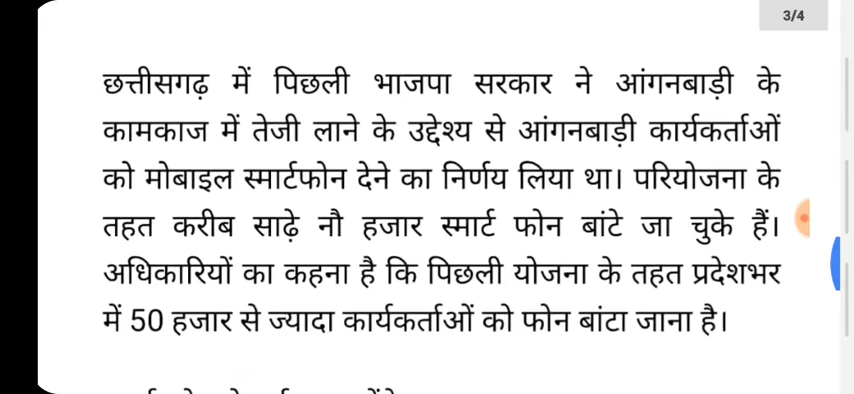 3/4
छत्तीसगढ़ में पिछली भाजपा सरकार ने आंगनबाड़ी के
कामकाज में तेजी लाने के उद्देश्य से आंगनबाड़ी कार्यकर्ताओं
को मोबाइल स्मार्टफोन देने का निर्णय लिया था। परियोजना के
तहत करीब साढ़े नौ हजार स्मार्ट फोन बांटे जा चुके हैं।
अधिकारियों का कहना है कि पिछली योजना के तहत प्रदेशभर
में 50 हजार से ज्यादा कार्यकर्ताओं को फोन बांटा जाना है।